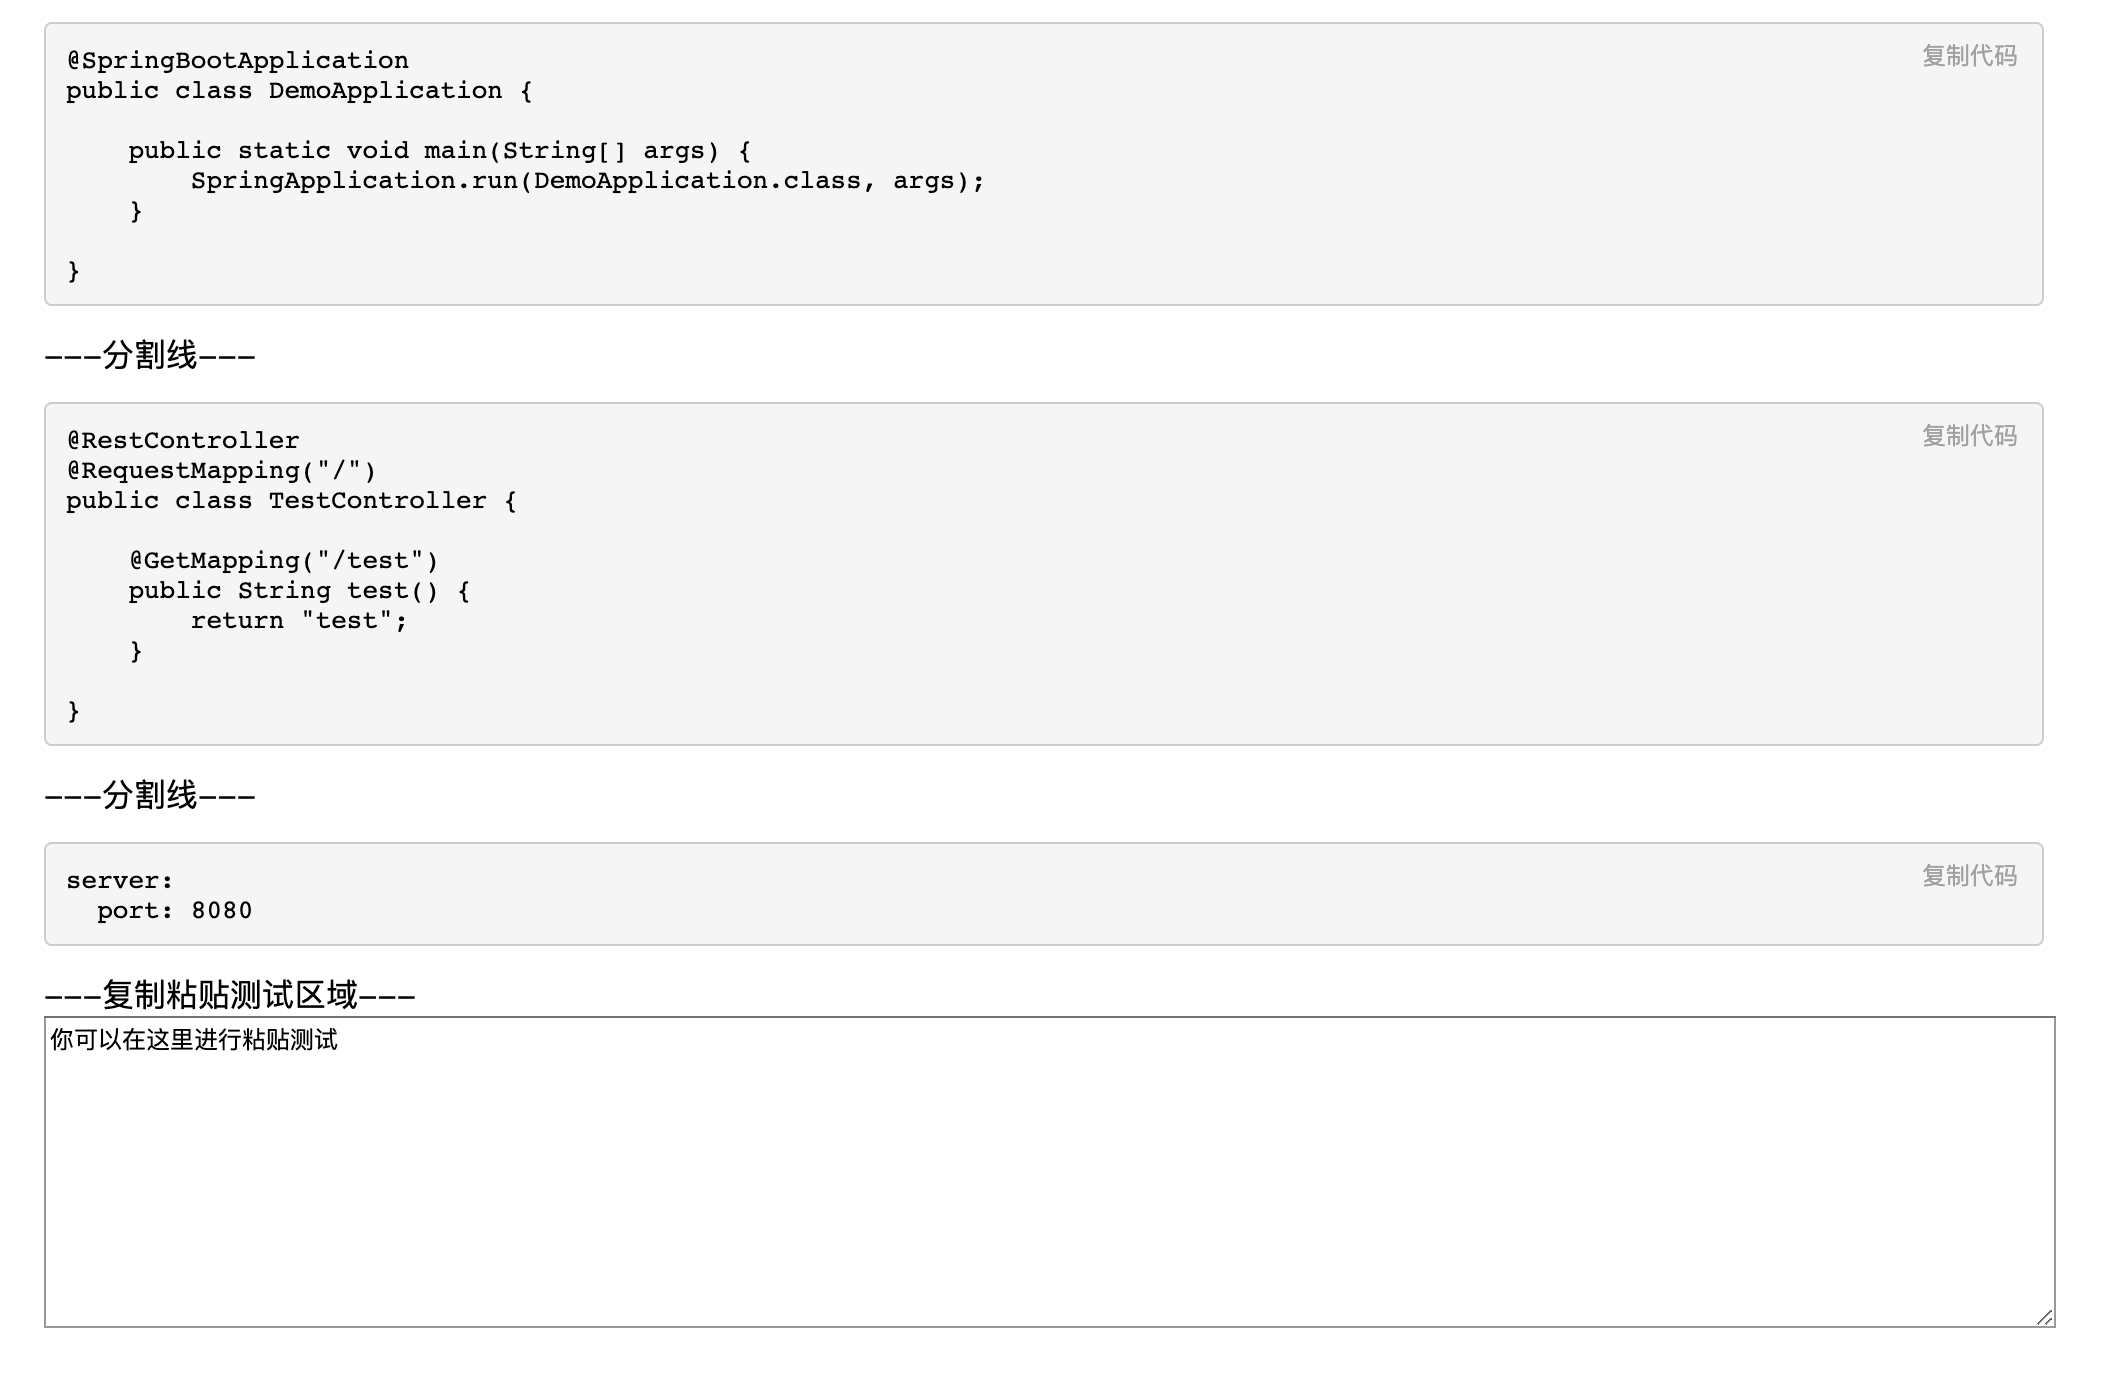 复制代码
@SpringBootApplication
public class DemoApplication {
    public static void main(String[] args) {
        SpringApplication.run(DemoApplication.class, args);
    }
}
---分割线---
复制代码
@RestController
@RequestMapping("/")
public class TestController {
    @GetMapping("/test")
    public String test() {
        return "test";
    }
}
---分割线---
复制代码
server:
  port: 8080
---复制粘贴测试区域---
你可以在这里进行粘贴测试